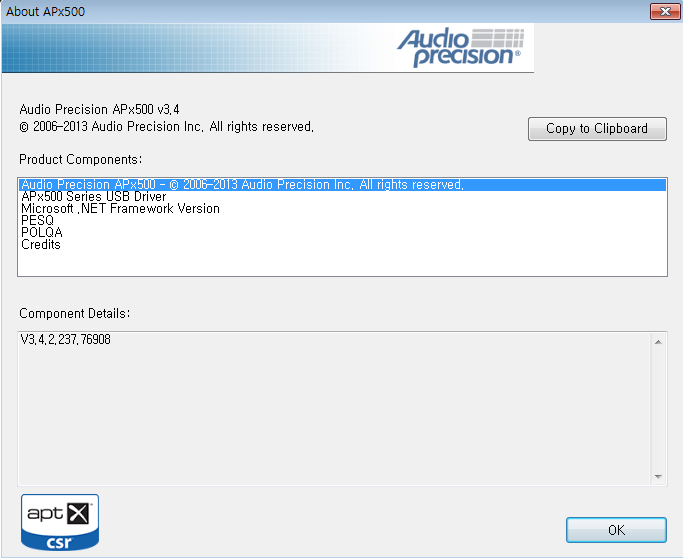 About APx500
Audio precision®
Audio Precision APx500 v3.4
© 2006-2013 Audio Precision Inc. All rights reserved.
Copy to Clipboard
Product Components:
Audio Precision APx500 - © 2006-2013 Audio Precision Inc. All rights reserved.
APx500 Series USB Driver
Microsoft .NET Framework Version
PESQ
POLQA
Credits
Component Details:
V3.4.2.237.76908
aptX
csr
OK